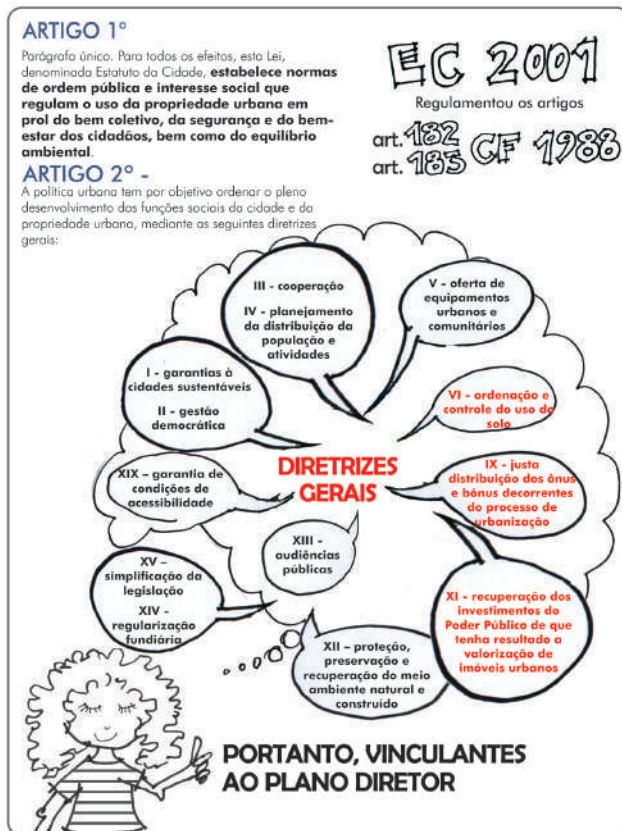 ARTIGO 1º
Parágrafo único. Para todos os efeitos, esta Lei,
denominada Estatuto da Cidade, estabelece normas
de ordem pública e interesse social que
regulam o uso da propriedade urbana em
prol do bem coletivo, da segurança e do bem-
estar dos cidadãos, bem como do equilíbrio
ambiental.
ARTIGO 2º -
A política urbana tem por objetivo ordenar o pleno
desenvolvimento das funções sociais da cidade e da
propriedade urbana, mediante as seguintes diretrizes
gerais:
EC 2001
Regulamentou os artigos
art. 182
art. 183
CF 1988
III - cooperação
IV - planejamento
da distribuição da
população e
atividades
V - oferta de
equipamentos
urbanos e
comunitários
I - garantias à
cidades sustentáveis
II - gestão
democrática
VI - ordenação e
controle do uso do
solo
DIRETRIZES
GERAIS
XIX – garantia de
condições de
acessibilidade
IX - justa
distribuição dos ônus
e bônus decorrentes
do processo de
urbanização
XIII -
audiências
públicas
XV –
simplificação da
legislação
XIV -
regularização
fundiária
XI - recuperação dos
investimentos do
Poder Público de que
tenha resultado a
valorização de
imóveis urbanos
XII - proteção,
preservação e
recuperação do meio
ambiente natural e
construído
PORTANTO, VINCULANTES
AO PLANO DIRETOR